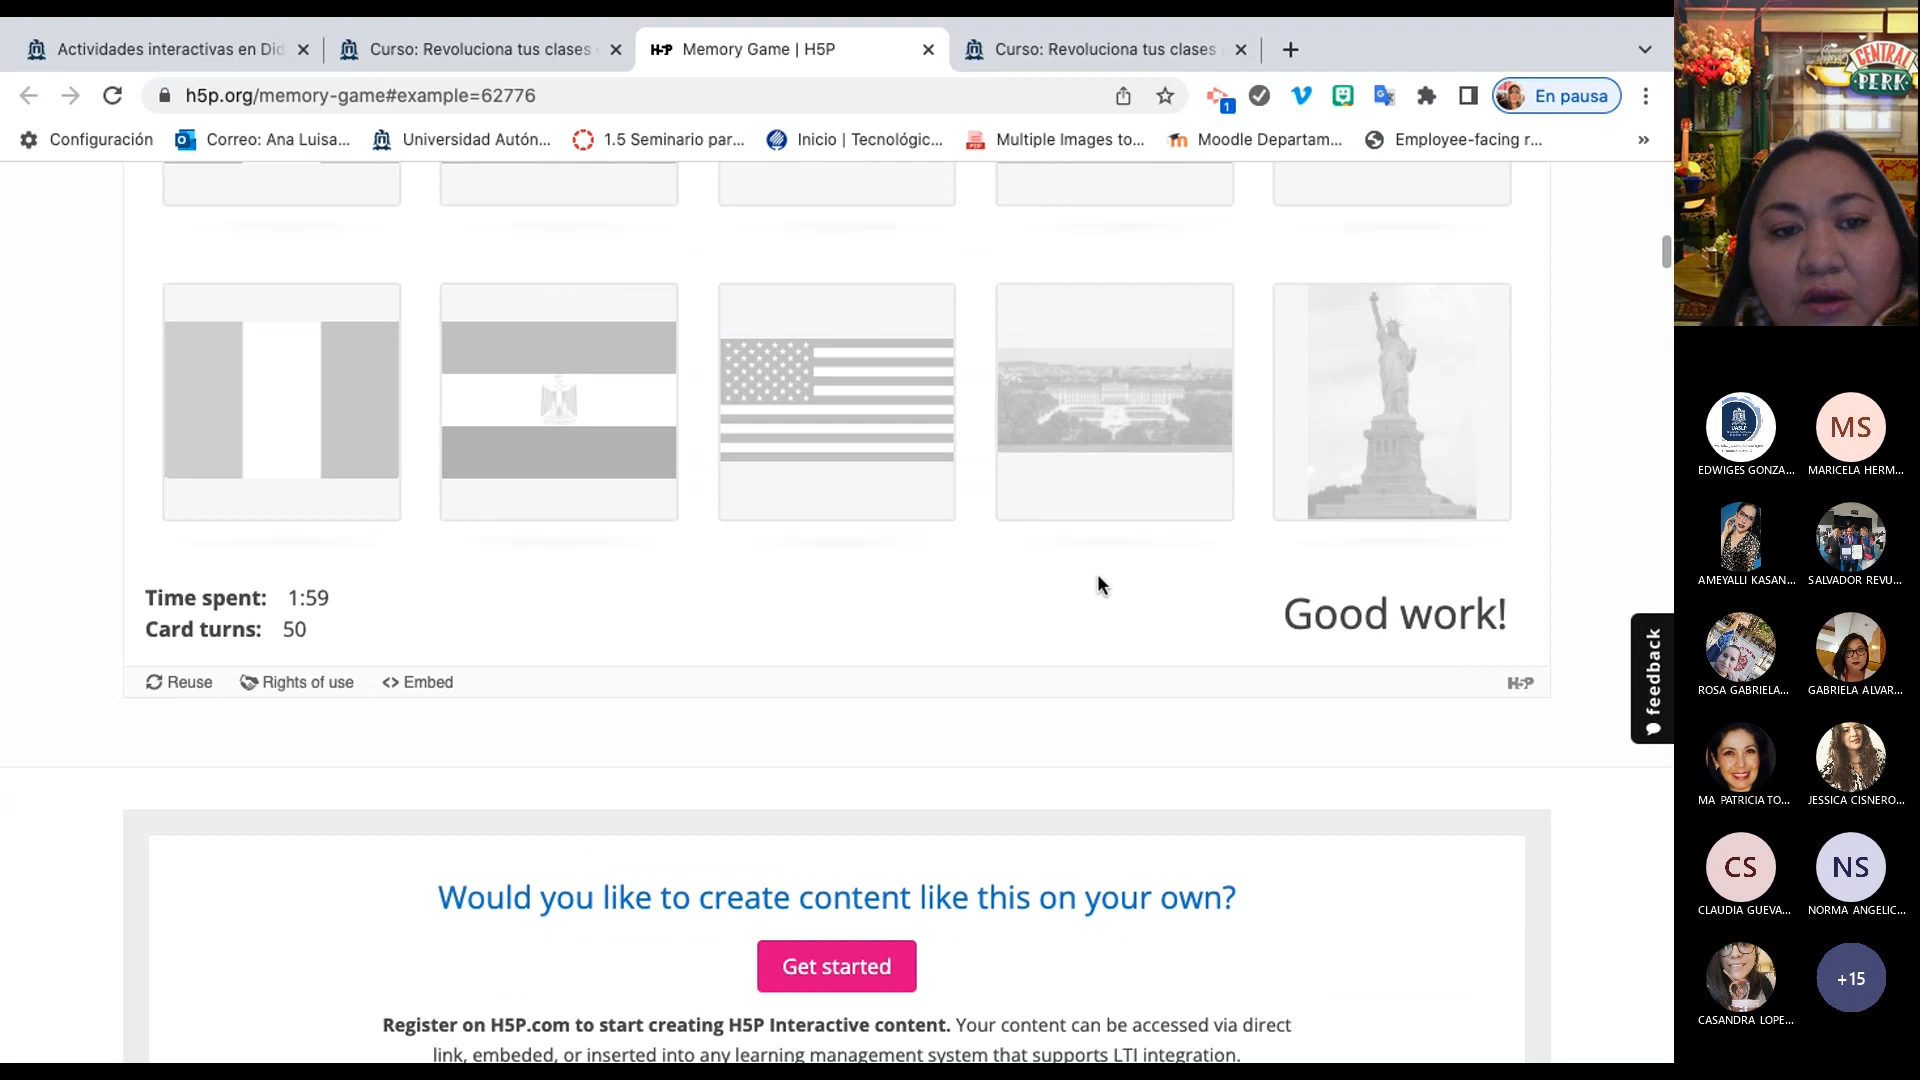 Actividades interactivas en Did
Curso: Revoluciona tus clases
H5P Memory Game | H5P
Curso: Revoluciona tus clases
h5p.org/memory-game#example=62776
1
En pausa
Configuración
Correo: Ana Luisa...
Universidad Autón...
1.5 Seminario par...
Inicio | Tecnológic...
Multiple Images to...
Moodle Departam...
Employee-facing r...
Time spent: 1:59
Card turns: 50
Good work!
Reuse
Rights of use
Embed
H5P
feedback
Would you like to create content like this on your own?
Get started
Register on H5P.com to start creating H5P Interactive content. Your content can be accessed via direct
link, embeded, or inserted into any learning management system that supports LTI integration.
CENTRAL
PERK
UASLP
MS
EDWIGES GONZA...
MARICELA HERM...
AMEYALLI KASAN...
SALVADOR REVU...
ROSA GABRIELA...
GABRIELA ALVAR...
MA PATRICIA TO...
JESSICA CISNERO...
CS
NS
CLAUDIA GUEVA...
NORMA ANGELIC...
+15
CASANDRA LOPE...